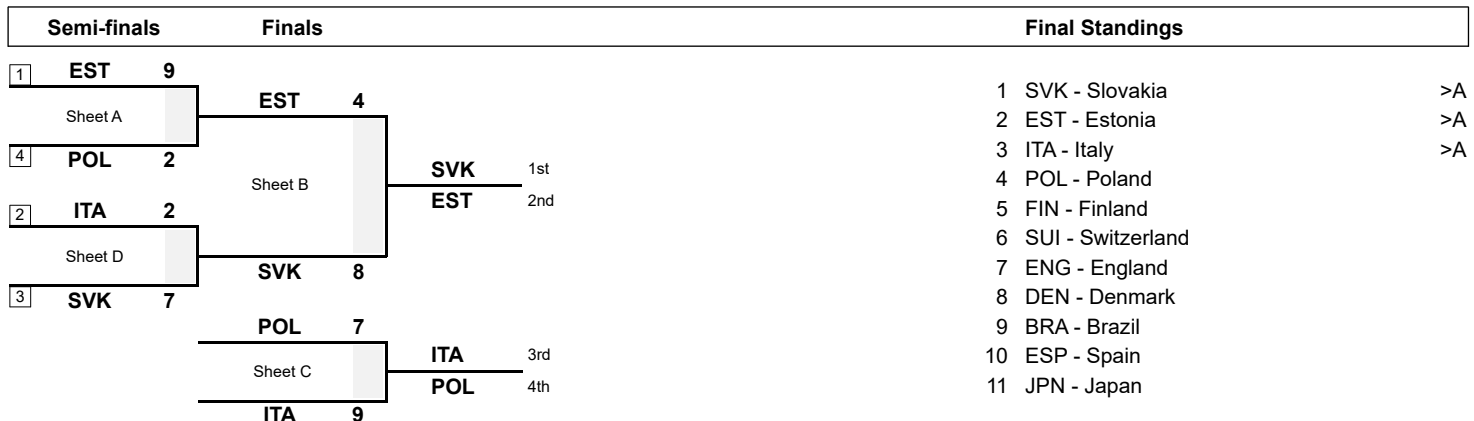 Semi-finals Finals Final Standings
1 EST 9
Sheet A
4 POL 2
2 ITA 2
Sheet D
3 SVK 7
EST 4
Sheet B
SVK 8
POL 7
Sheet C
ITA 9
SVK 1st
EST 2nd
ITA 3rd
POL 4th
1 SVK - Slovakia >A
2 EST - Estonia >A
3 ITA - Italy >A
4 POL - Poland
5 FIN - Finland
6 SUI - Switzerland
7 ENG - England
8 DEN - Denmark
9 BRA - Brazil
10 ESP - Spain
11 JPN - Japan